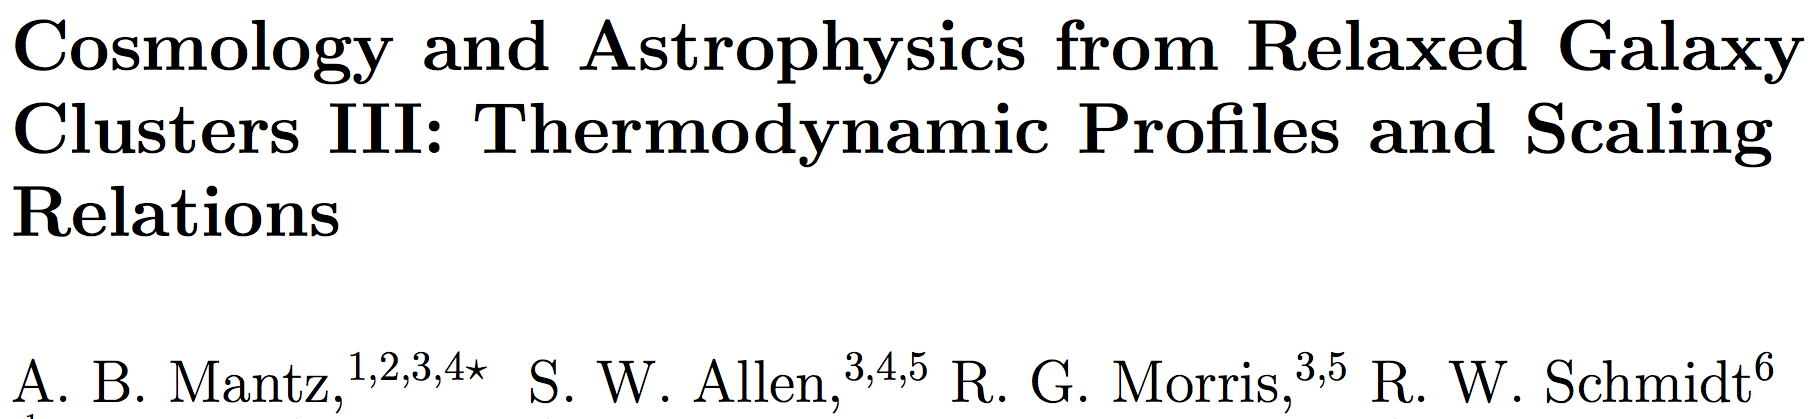 Cosmology and Astrophysics from Relaxed Galaxy
Clusters III: Thermodynamic Profiles and Scaling
Relations
A. B. Mantz,1,2,3,4⋆ S. W. Allen,3,4,5 R. G. Morris,3,5 R. W. Schmidt6